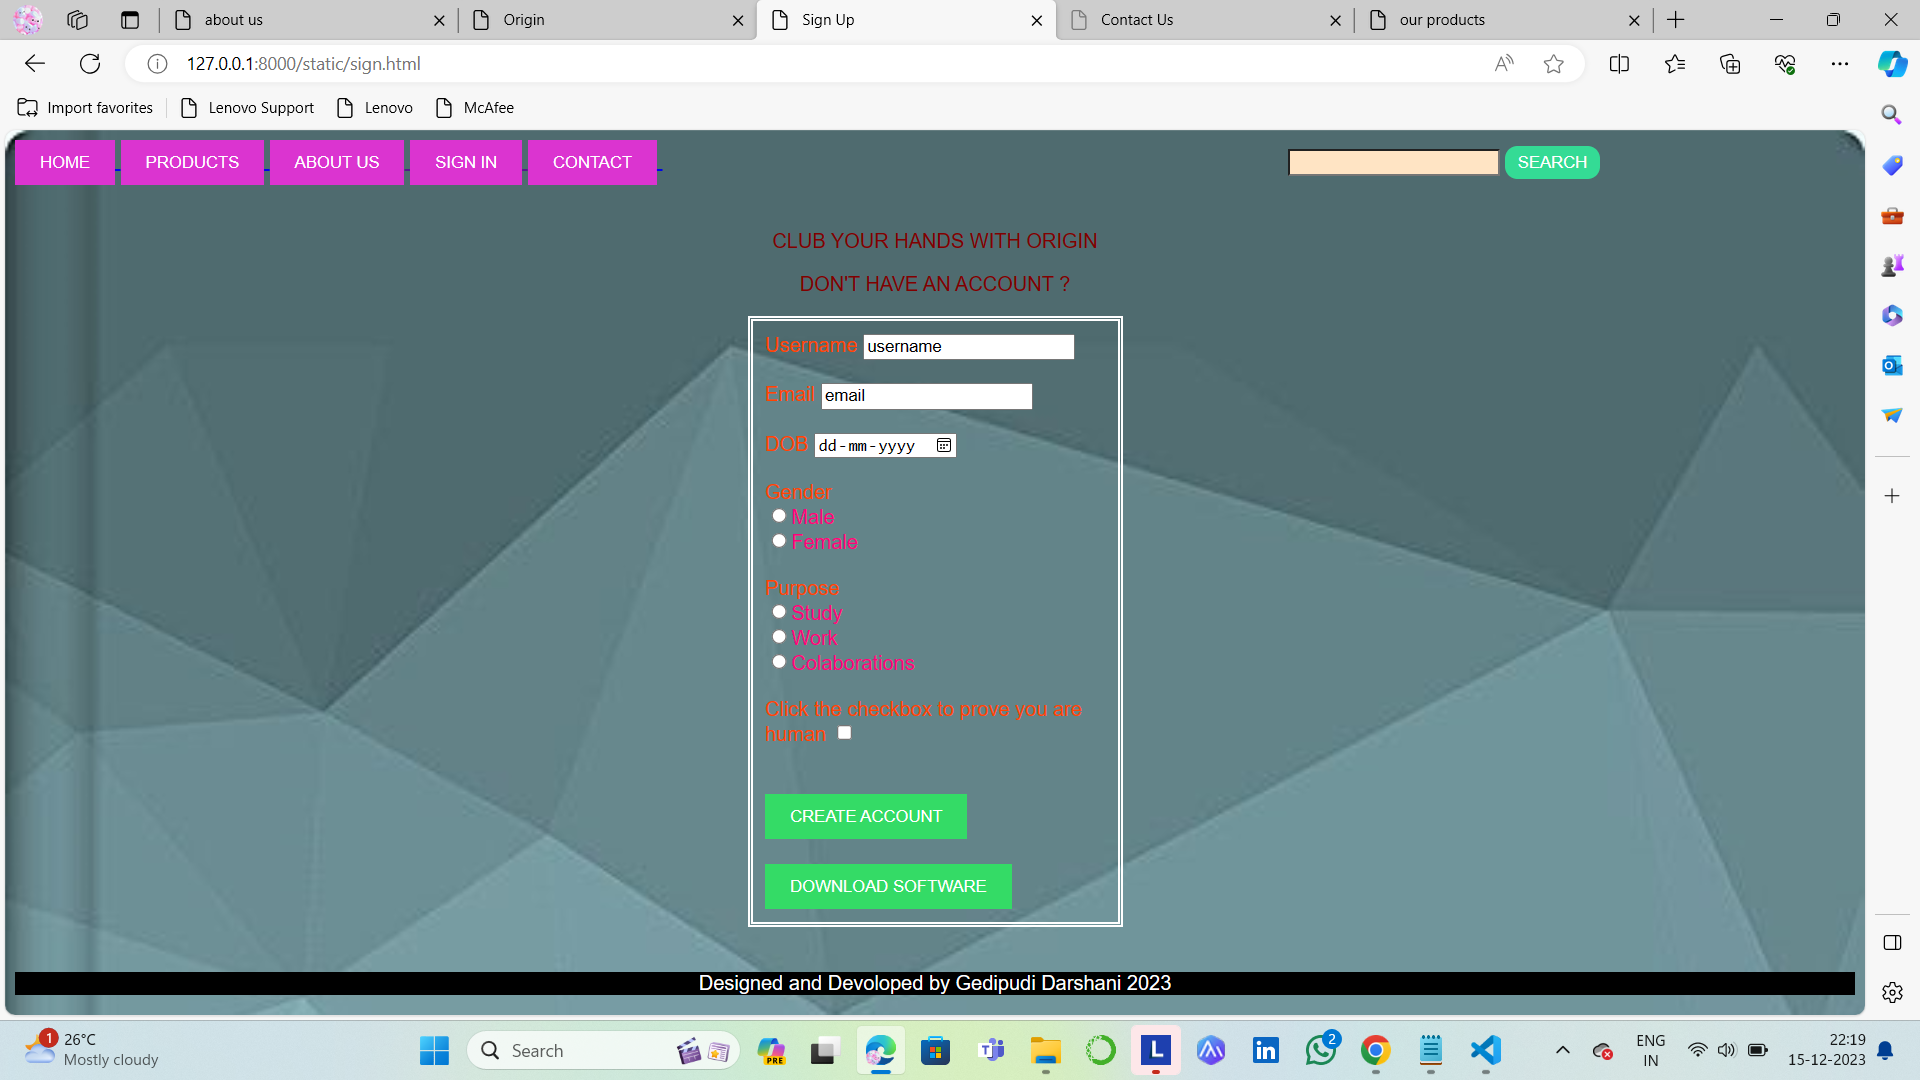 about us
Origin
Sign Up
Contact Us
our products
127.0.0.1:8000/static/sign.html
Import favorites
Lenovo Support
Lenovo
McAfee
HOME
PRODUCTS
ABOUT US
SIGN IN
CONTACT
SEARCH
CLUB YOUR HANDS WITH ORIGIN
DON'T HAVE AN ACCOUNT ?
Username username
Email email
DOB dd-mm-yyyy
Gender
Male
Female
Purpose
Study
Work
Colaborations
Click the checkbox to prove you are
human
CREATE ACCOUNT
DOWNLOAD SOFTWARE
Designed and Devoloped by Gedipudi Darshani 2023
1
26°C
Mostly cloudy
Search
PRE
L
2
ENG
IN
22:19
15-12-2023